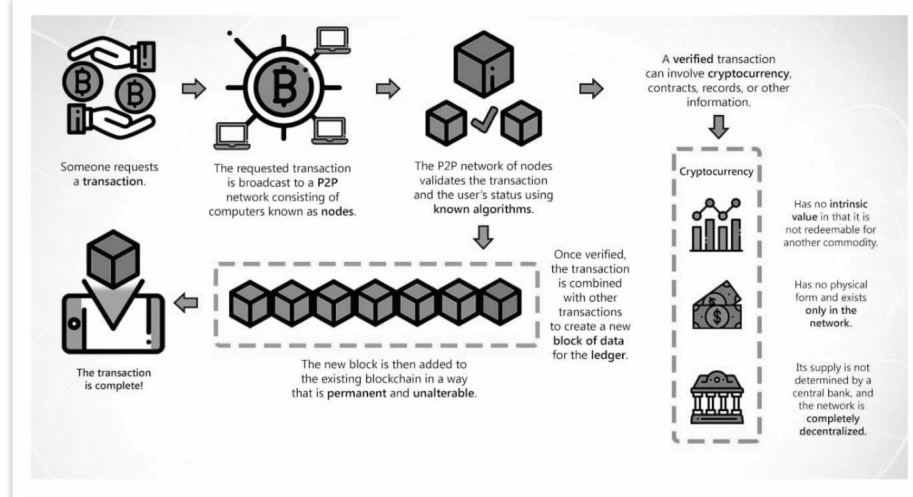 Someone requests
a transaction.
The requested transaction
is broadcast to a P2P
network consisting of
computers known as nodes.
The P2P network of nodes
validates the transaction
and the user's status using
known algorithms.
A verified transaction
can involve cryptocurrency,
contracts, records, or other
information.
Cryptocurrency
Has no intrinsic
value in that it is
not redeemable for
another commodity.
Has no physical
form and exists
only in the
network.
Its supply is not
determined by a
central bank, and
the network is
completely
decentralized.
Once verified,
the transaction
is combined
with other
transactions
to create a new
block of data
for the ledger.
The new block is then added to
the existing blockchain in a way
that is permanent and unalterable.
The transaction
is complete!